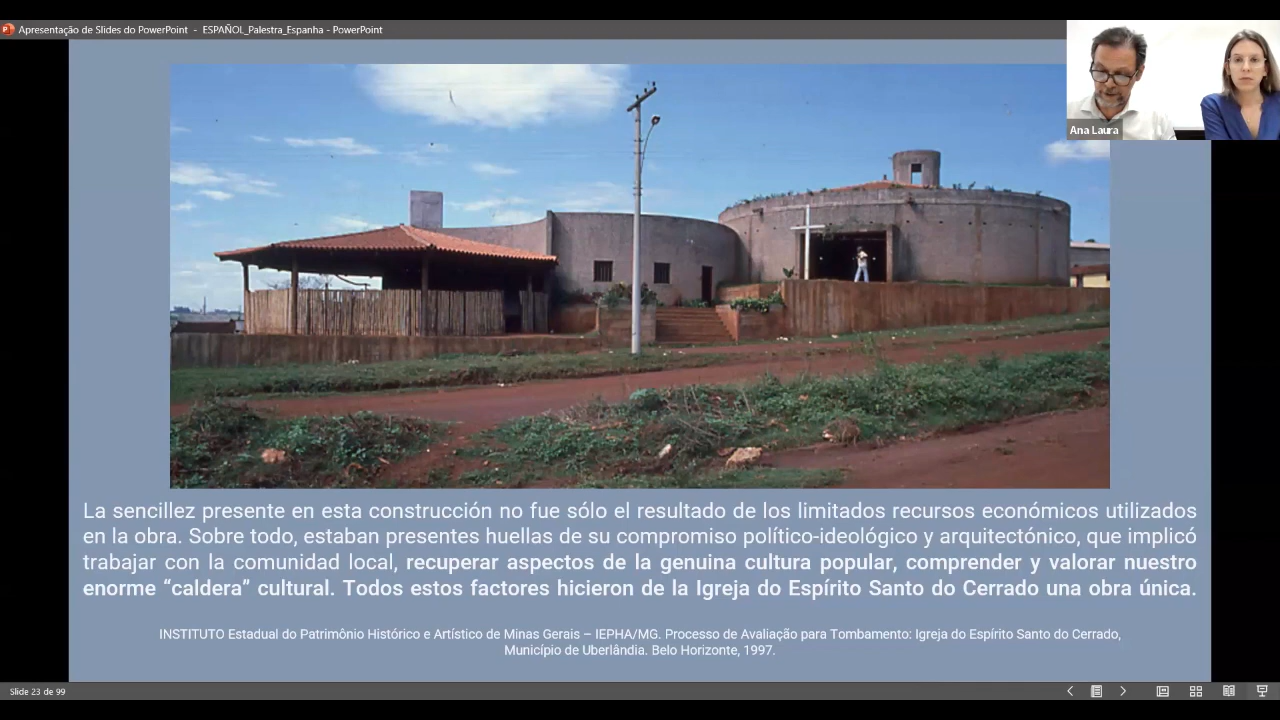 Apresentação de Slides do PowerPoint - ESPAÑOL_Palestra_Espanha - PowerPoint
Ana Laura
La sencillez presente en esta construcción no fue sólo el resultado de los limitados recursos económicos utilizados
en la obra. Sobre todo, estaban presentes huellas de su compromiso político-ideológico y arquitectónico, que implicó
trabajar con la comunidad local, recuperar aspectos de la genuina cultura popular, comprender y valorar nuestro
enorme “caldera” cultural. Todos estos factores hicieron de la Igreja do Espírito Santo do Cerrado una obra única.
INSTITUTO Estadual do Patrimônio Histórico e Artístico de Minas Gerais – IEPHA/MG. Processo de Avaliação para Tombamento: Igreja do Espírito Santo do Cerrado,
Município de Uberlândia. Belo Horizonte, 1997.
Slide 23 de 99